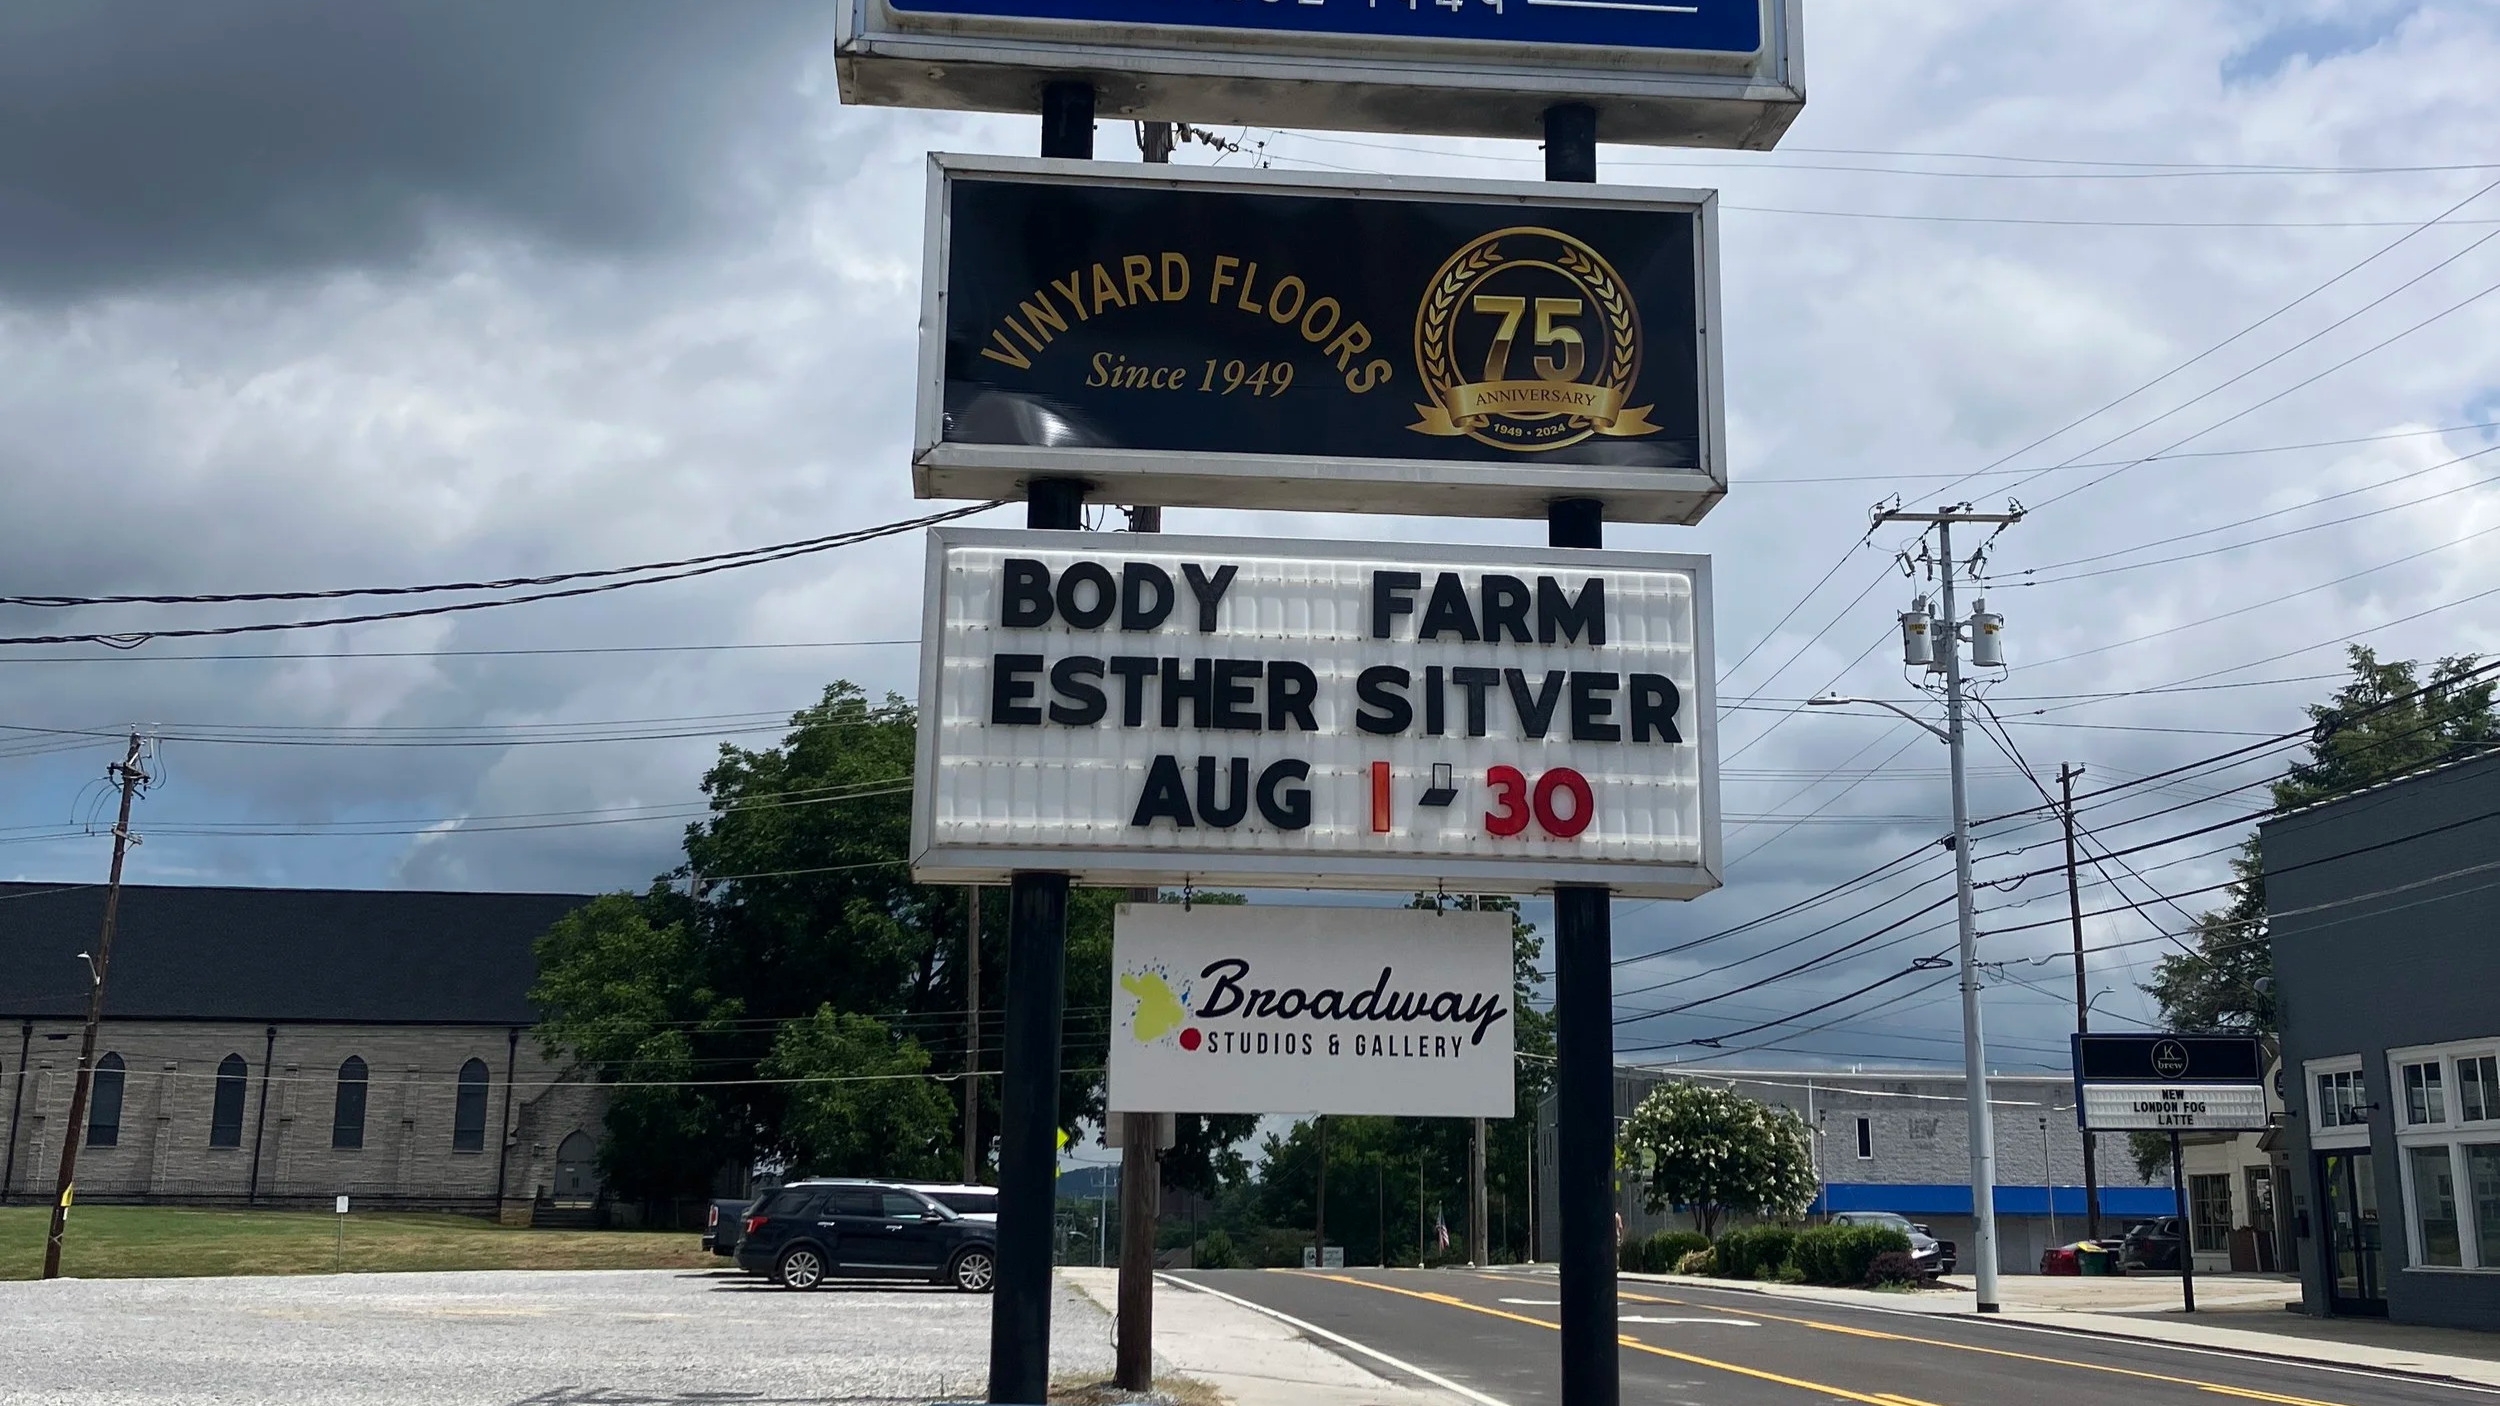 VINYARD FLOORS
Since 1949
75
ANNIVERSARY
1949 • 2024
BODY FARM
ESTHER SITVER
AUG 1 - 30
Broadway
STUDIOS & GALLERY
K
brew
NEW
LONDON FOG
LATTE